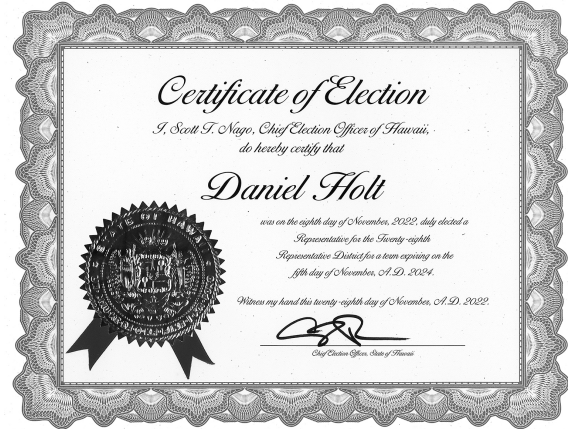 Certificate of Election
I, Scott T. Nago, Chief Election Officer of Hawaii,
do hereby certify that
Daniel Holt
was on the eighth day of November, 2022, duly elected a
Representative for the Twenty-eighth
Representative District for a term expiring on the
fifth day of November, A.D. 2024.
Witness my hand this twenty-eighth day of November, A.D. 2022.
Chief Election Officer, State of Hawaii
STATE OF HAWAII